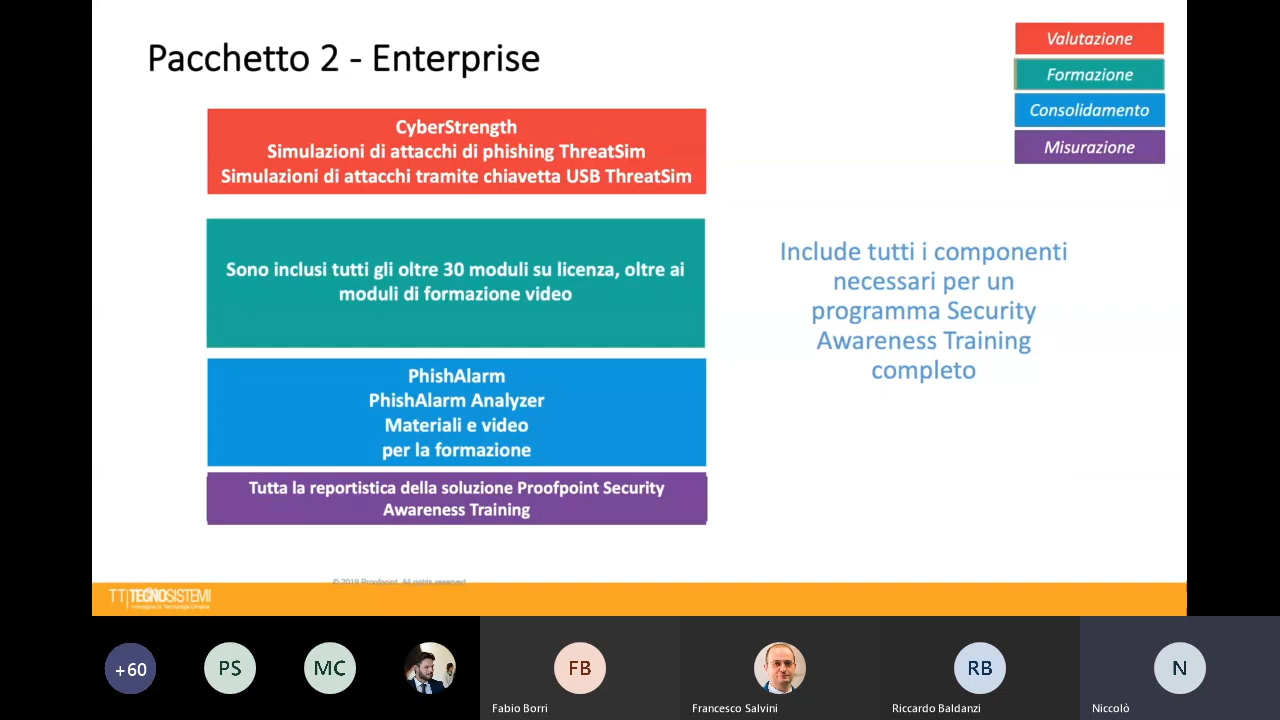 Pacchetto 2 - Enterprise
Valutazione
Formazione
Consolidamento
Misurazione
CyberStrength
Simulazioni di attacchi di phishing ThreatSim
Simulazioni di attacchi tramite chiavetta USB ThreatSim
Sono inclusi tutti gli oltre 30 moduli su licenza, oltre ai
moduli di formazione video
Include tutti i componenti
necessari per un
programma Security
Awareness Training
completo
PhishAlarm
PhishAlarm Analyzer
Materiali e video
per la formazione
Tutta la reportistica della soluzione Proofpoint Security
Awareness Training
© 2019 Proofpoint. All rights reserved
TT TECNOSISTEMI
+60
PS
MC
FB
RB
N
Fabio Borri
Francesco Salvini
Riccardo Baldanzi
Niccolò